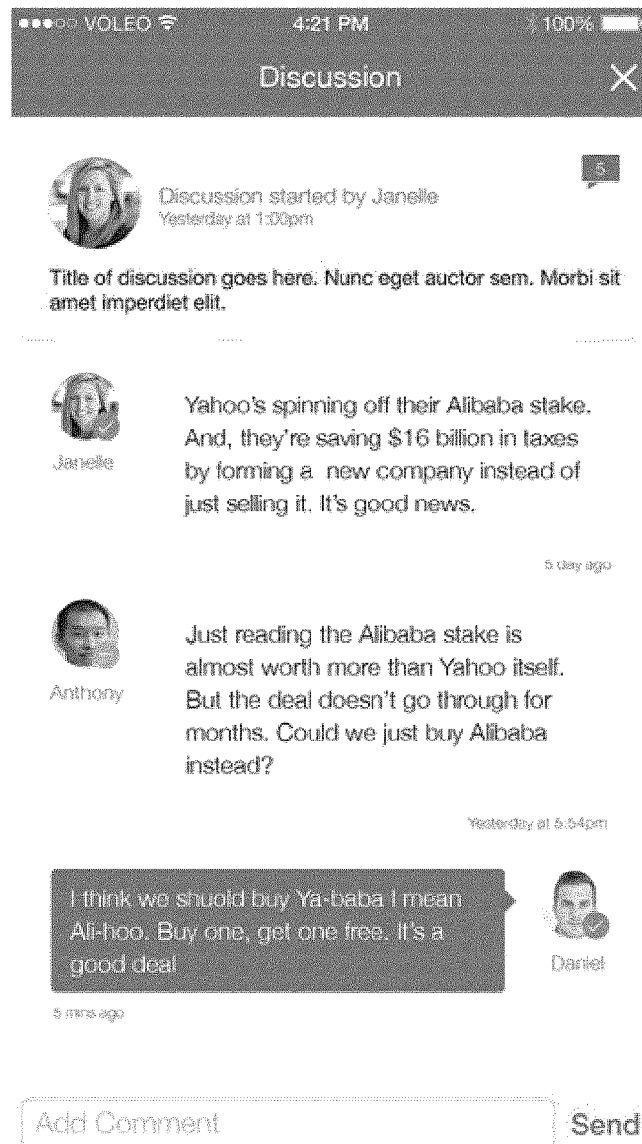 VOLEO 4:21 PM 100%
Discussion
5
Discussion started by Janelle
Yesterday at 1:00pm
Title of discussion goes here. Nunc eget auctor sem. Morbi sit
amet imperdiet elit.
Yahoo's spinning off their Alibaba stake.
And, they're saving $16 billion in taxes
by forming a new company instead of
just selling it. It's good news.
Janelle
5 day ago
Just reading the Alibaba stake is
almost worth more than Yahoo itself.
But the deal doesn't go through for
months. Could we just buy Alibaba
instead?
Anthony
Yesterday at 5:54pm
I think we shuold buy Ya-baba I mean
Ali-hoo. Buy one, get one free. It's a
good deal
Daniel
5 mins ago
Add Comment Send